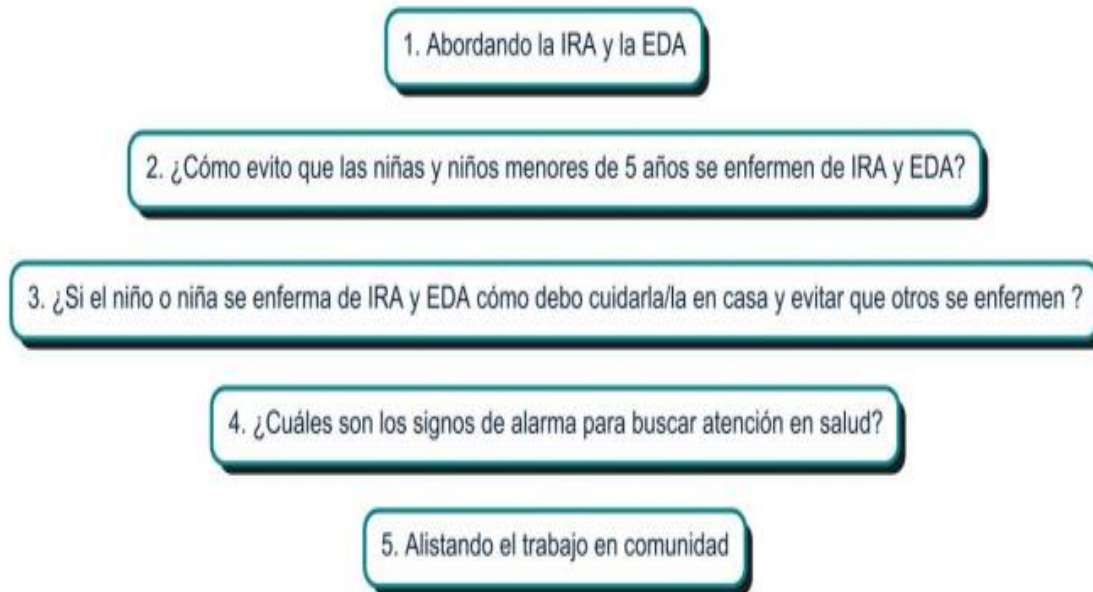 1. Abordando la IRA y la EDA
2. ¿Cómo evito que las niñas y niños menores de 5 años se enfermen de IRA y EDA?
3. ¿Si el niño o niña se enferma de IRA y EDA cómo debo cuidarla/la en casa y evitar que otros se enfermen ?
4. ¿Cuáles son los signos de alarma para buscar atención en salud?
5. Alistando el trabajo en comunidad